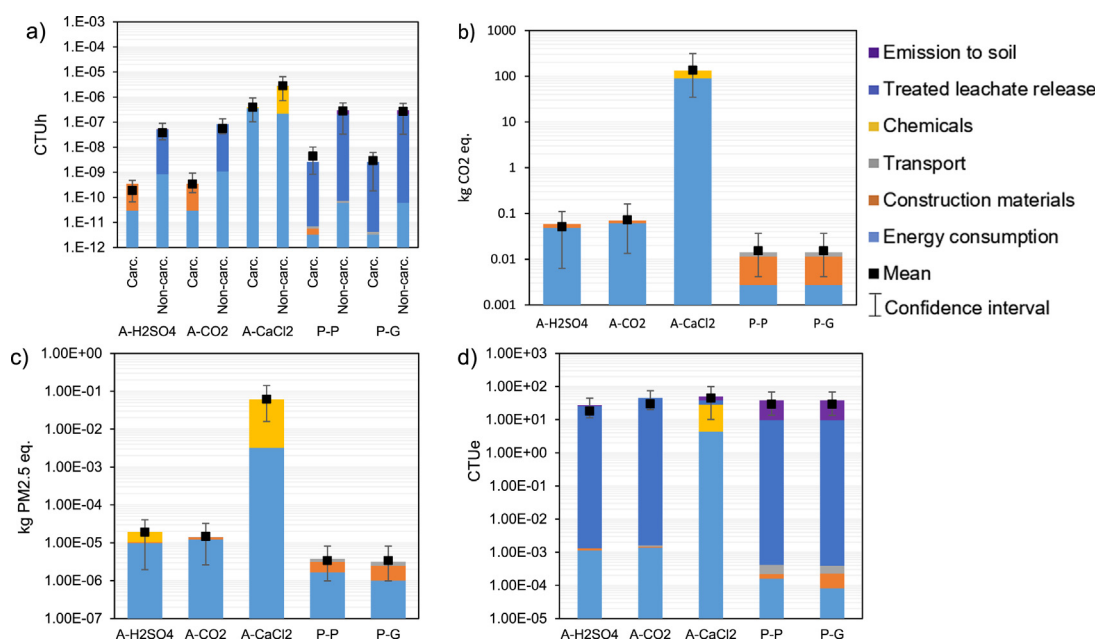 a)
1.E-03
1.E-04
1.E-05
1.E-06
1.E-07
1.E-08
1.E-09
1.E-10
1.E-11
1.E-12
CTUh
Carc.
Non-carc.
Carc.
Non-carc.
Carc.
Non-carc.
Carc.
Non-carc.
Carc.
Non-carc.
A-H2SO4 A-CO2 A-CaCl2 P-P P-G
b)
1000
100
10
1
0.1
0.01
0.001
kg CO2 eq.
A-H2SO4 A-CO2 A-CaCl2 P-P P-G
Emission to soil
Treated leachate release
Chemicals
Transport
Construction materials
Energy consumption
Mean
Confidence interval
c)
1.00E+00
1.00E-01
1.00E-02
1.00E-03
1.00E-04
1.00E-05
1.00E-06
1.00E-07
kg PM2.5 eq.
A-H2SO4 A-CO2 A-CaCl2 P-P P-G
d)
1.00E+03
1.00E+02
1.00E+01
1.00E+00
1.00E-01
1.00E-02
1.00E-03
1.00E-04
1.00E-05
CTUe
A-H2SO4 A-CO2 A-CaCl2 P-P P-G